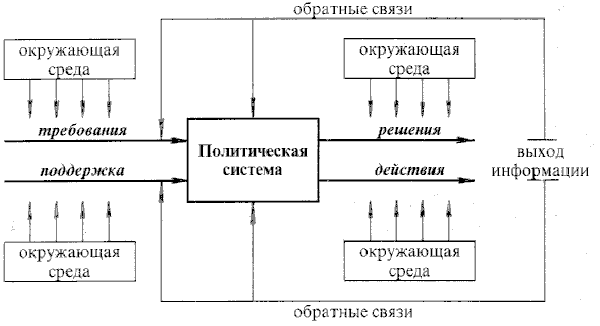 обратные связи
окружающая
среда
окружающая
среда
требования
решения
Политическая
система
выход
информации
поддержка
действия
окружающая
среда
окружающая
среда
обратные связи